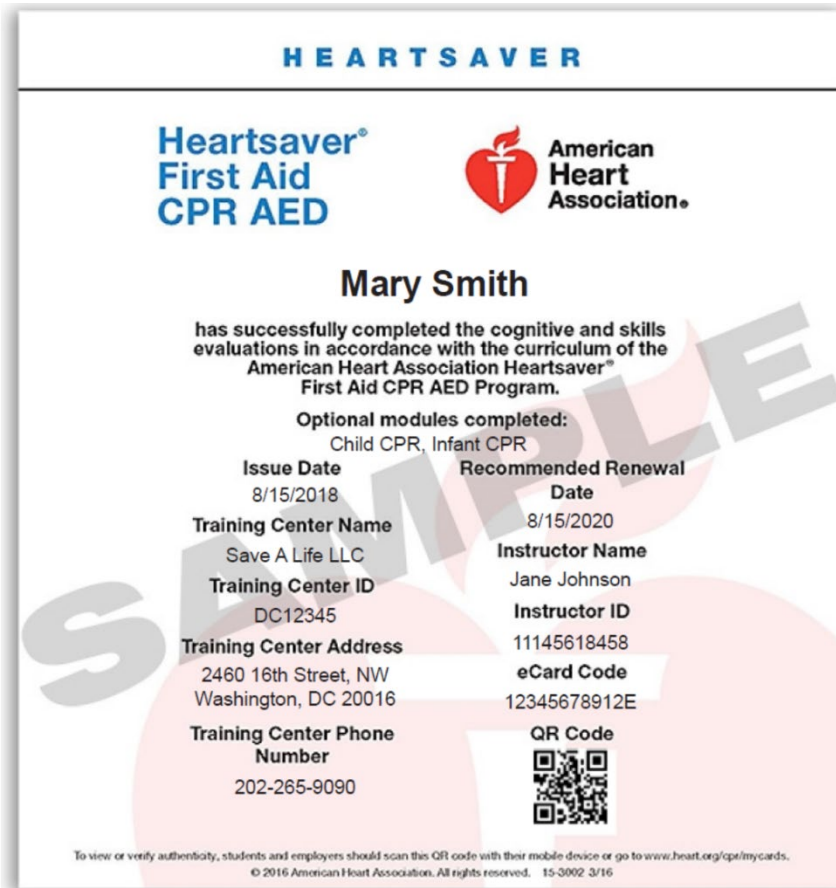 HEARTSAVER
Heartsaver®
First Aid
CPR AED
American
Heart
Association®
Mary Smith
has successfully completed the cognitive and skills
evaluations in accordance with the curriculum of the
American Heart Association Heartsaver®
First Aid CPR AED Program.
Optional modules completed:
Child CPR, Infant CPR
Issue Date
8/15/2018
Training Center Name
Save A Life LLC
Training Center ID
DC12345
Training Center Address
2460 16th Street, NW
Washington, DC 20016
Training Center Phone
Number
202-265-9090
Recommended Renewal
Date
8/15/2020
Instructor Name
Jane Johnson
Instructor ID
11145618458
eCard Code
12345678912E
QR Code
SAMPLE
To view or verify authenticity, students and employers should scan this QR code with their mobile device or go to www.heart.org/cpr/mycards.
© 2016 American Heart Association. All rights reserved. 15-3002 3/16